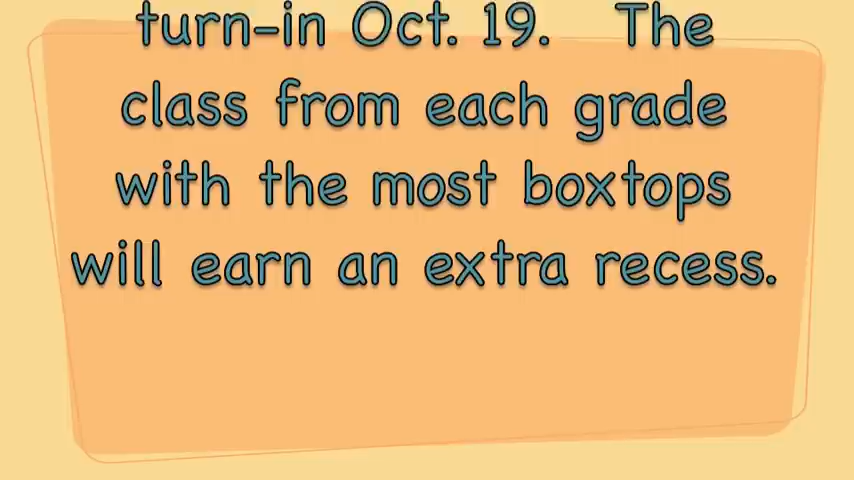 turn-in Oct. 19. The
class from each grade
with the most boxtops
will earn an extra recess.